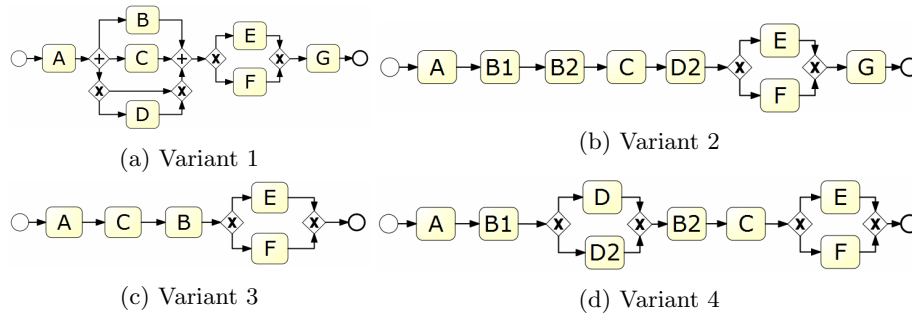 A B C D E F G
(a) Variant 1
A B1 B2 C D2 E F G
(b) Variant 2
A C B E F
(c) Variant 3
A B1 D D2 B2 C E F
(d) Variant 4